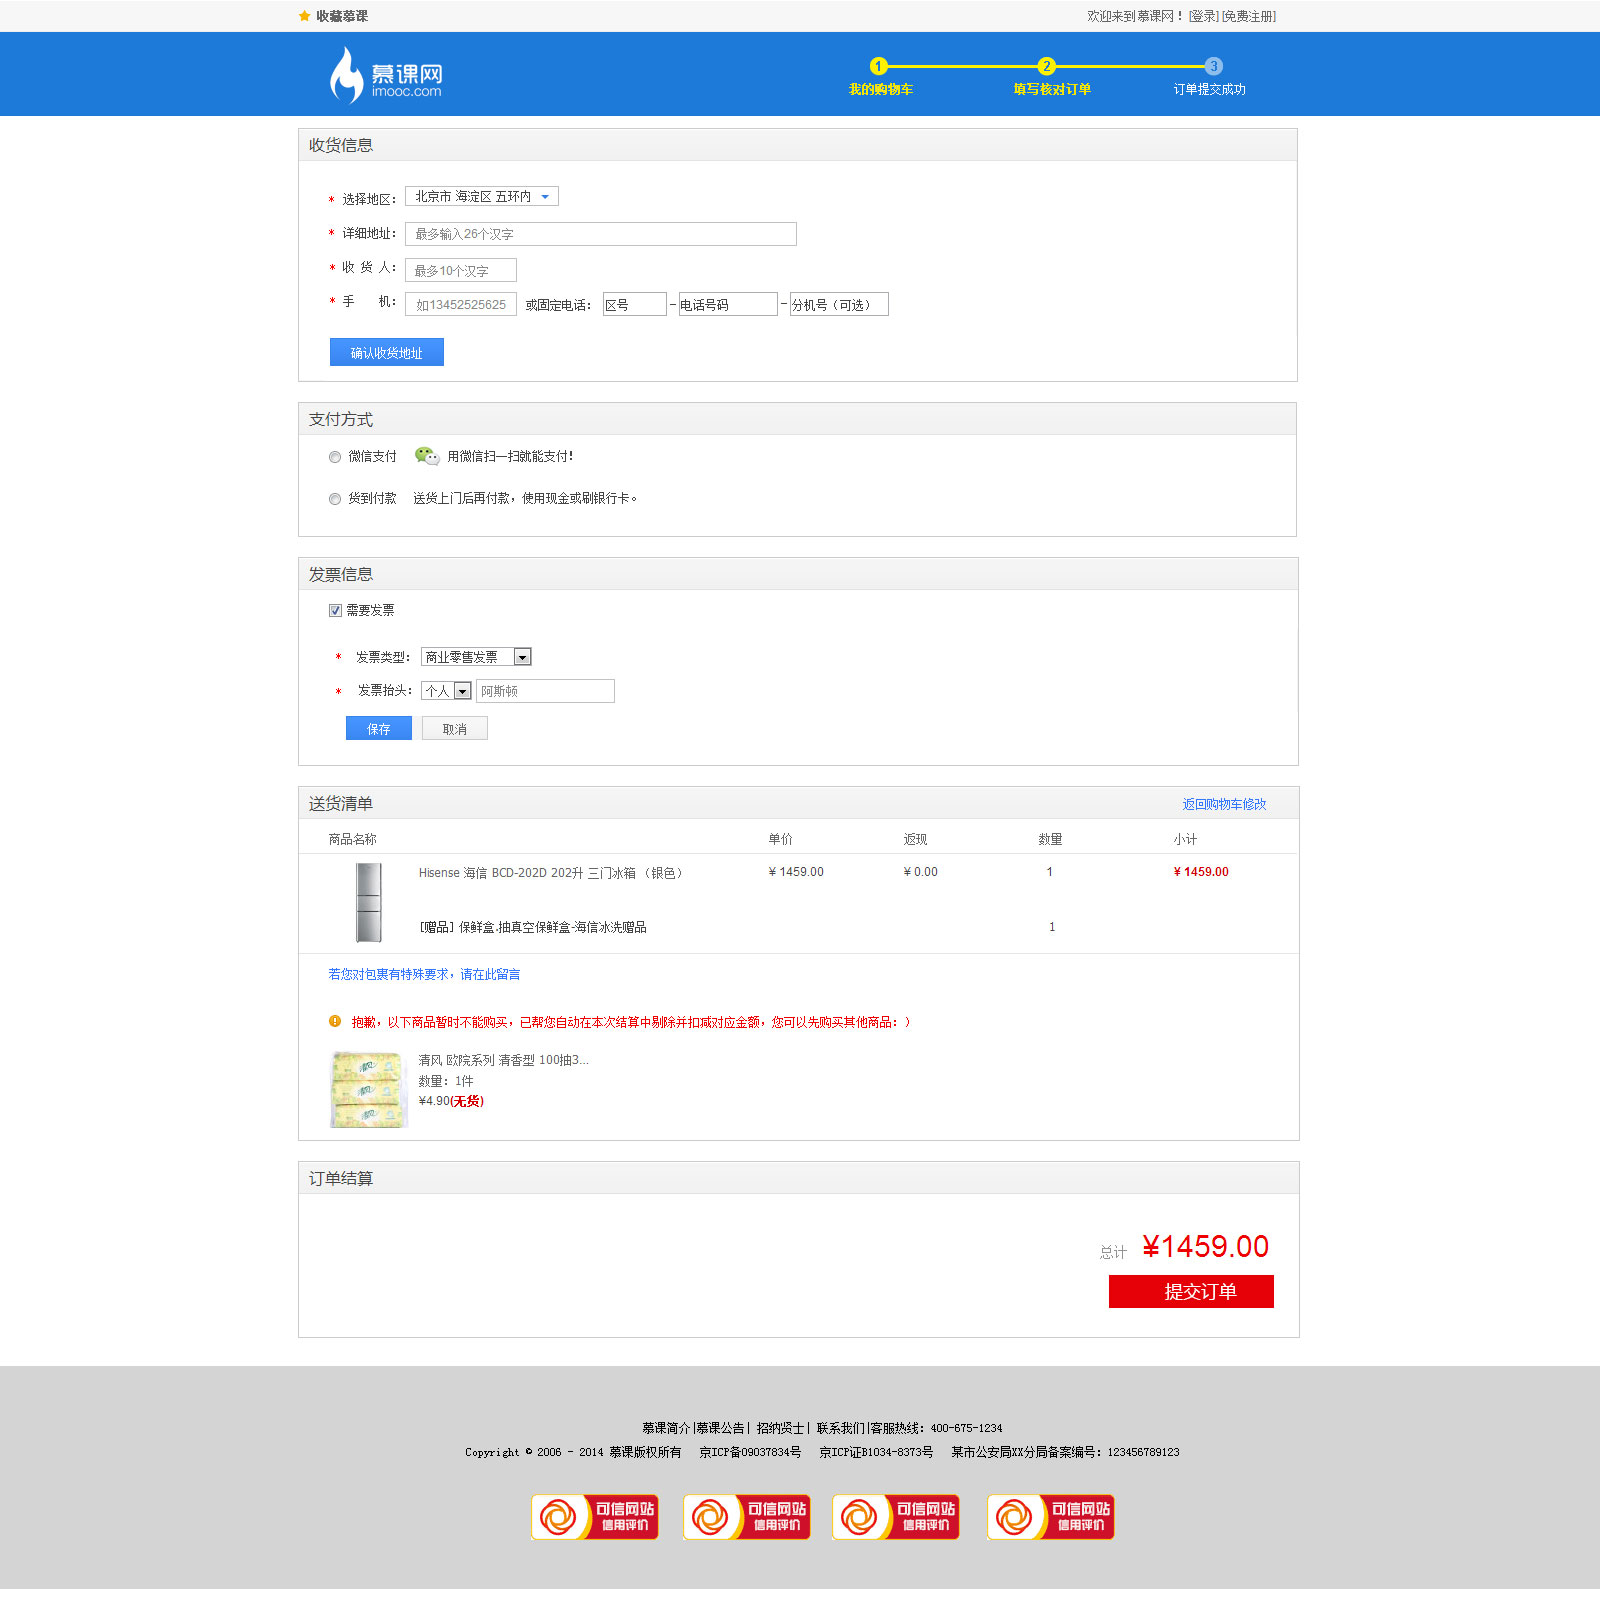 收藏慕课
欢迎来到慕课网！ [登录] [免费注册]
慕课网
imooc.com
1 2 3
我的购物车 填写核对订单 订单提交成功
收货信息
* 选择地区： 北京市 海淀区 五环内
* 详细地址： 最多输入26个汉字
* 收 货 人： 最多10个汉字
* 手 机： 如13452525625 或固定电话： 区号 - 电话号码 - 分机号（可选）
确认收货地址
支付方式
微信支付 用微信扫一扫就能支付!
货到付款 送货上门后再付款，使用现金或刷银行卡。
发票信息
需要发票
* 发票类型： 商业零售发票
* 发票抬头： 个人 阿斯顿
保存 取消
送货清单 返回购物车修改
商品名称 单价 返现 数量 小计
Hisense 海信 BCD-202D 202升 三门冰箱 （银色） ¥ 1459.00 ¥ 0.00 1 ¥ 1459.00
[赠品] 保鲜盒.抽真空保鲜盒-海信冰洗赠品 1
若您对包裹有特殊要求，请在此留言
抱歉，以下商品暂时不能购买，已帮您自动在本次结算中剔除并扣减对应金额，您可以先购买其他商品：）
清风 欧院系列 清香型 100抽3...
数量：1件
¥4.90(无货)
订单结算
总计 ¥1459.00
提交订单
慕课简介|慕课公告| 招纳贤士| 联系我们|客服热线：400-675-1234
Copyright © 2006 - 2014 慕课版权所有 京ICP备09037834号 京ICP证B1034-8373号 某市公安局XX分局备案编号：123456789123
可信网站 可信网站 可信网站 可信网站
信用评价 信用评价 信用评价 信用评价